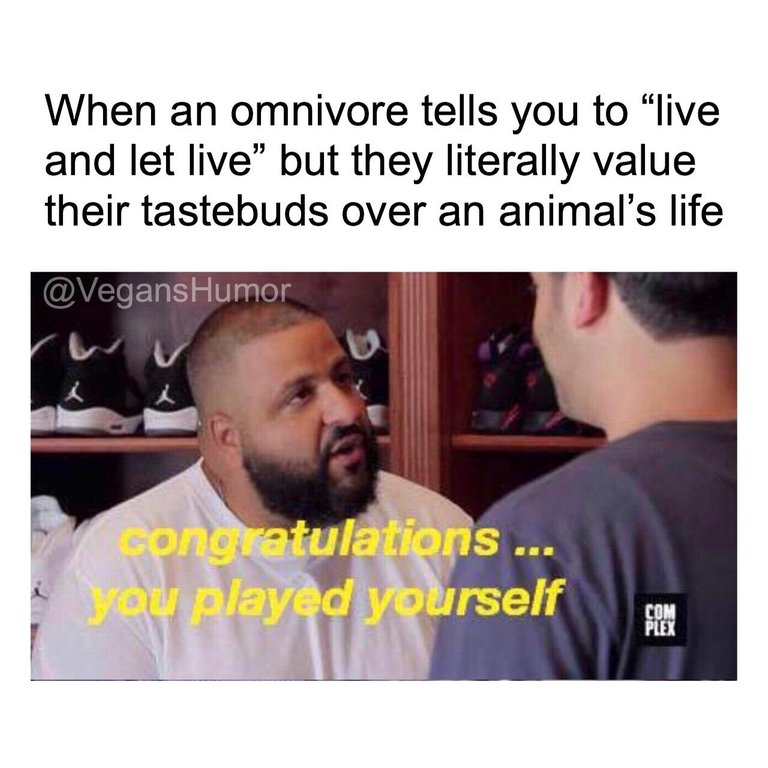 When an omnivore tells you to “live
and let live” but they literally value
their tastebuds over an animal’s life
@VegansHumor
congratulations ...
you played yourself
COM
PLEX